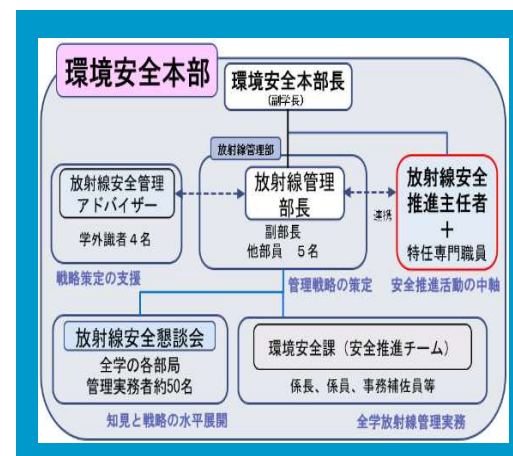 環境安全本部
環境安全本部長
(副学長)
放射線管理部
放射線安全管理
アドバイザー
学外識者４名
戦略策定の支援
放射線管理
部長
副部長
他部員　５名
管理戦略の策定
連携
放射線安全
推進主任者
＋
特任専門職員
安全推進活動の中軸
放射線安全懇談会
全学の各部局
管理実務者約50名
知見と戦略の水平展開
環境安全課（安全推進チーム）
係長、係員、事務補佐員等
全学放射線管理実務